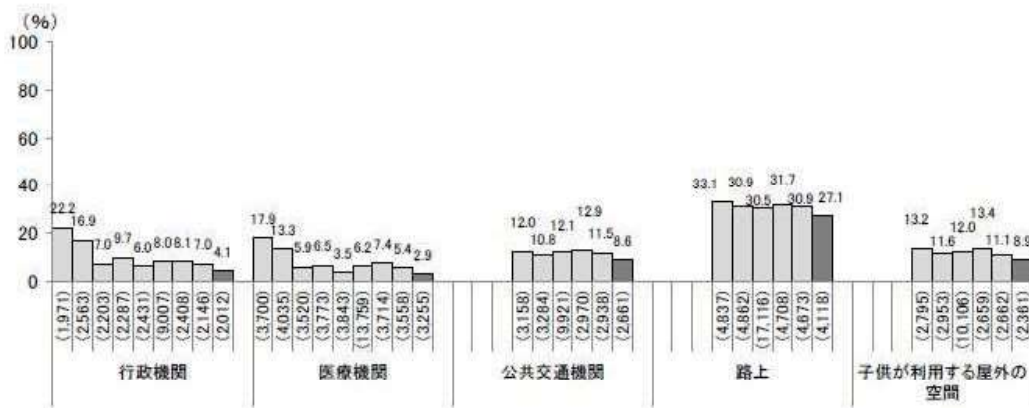 (%)
100
80
60
40
20
0
22.2 16.9 7.0 9.7 6.0 8.0 8.1 7.0 4.1
17.9 13.3 5.9 6.5 3.5 6.2 7.4 5.4 2.9
12.0 10.8 12.1 12.9 11.5 8.6
33.1 30.9 30.5 31.7 30.9 27.1
13.2 11.6 12.0 13.4 11.1 8.9
(1,971) (2,563) (2,203) (2,287) (2,431) (9,007) (2,408) (2,146) (2,012)
(3,700) (4,035) (3,520) (3,773) (3,843) (13,759) (3,714) (3,558) (3,255)
(3,158) (3,284) (9,921) (2,970) (2,938) (2,661)
(4,837) (4,862) (17,116) (4,708) (4,673) (4,118)
(2,795) (2,953) (10,106) (2,659) (2,662) (2,361)
行政機関
医療機関
公共交通機関
路上
子供が利用する屋外の
空間